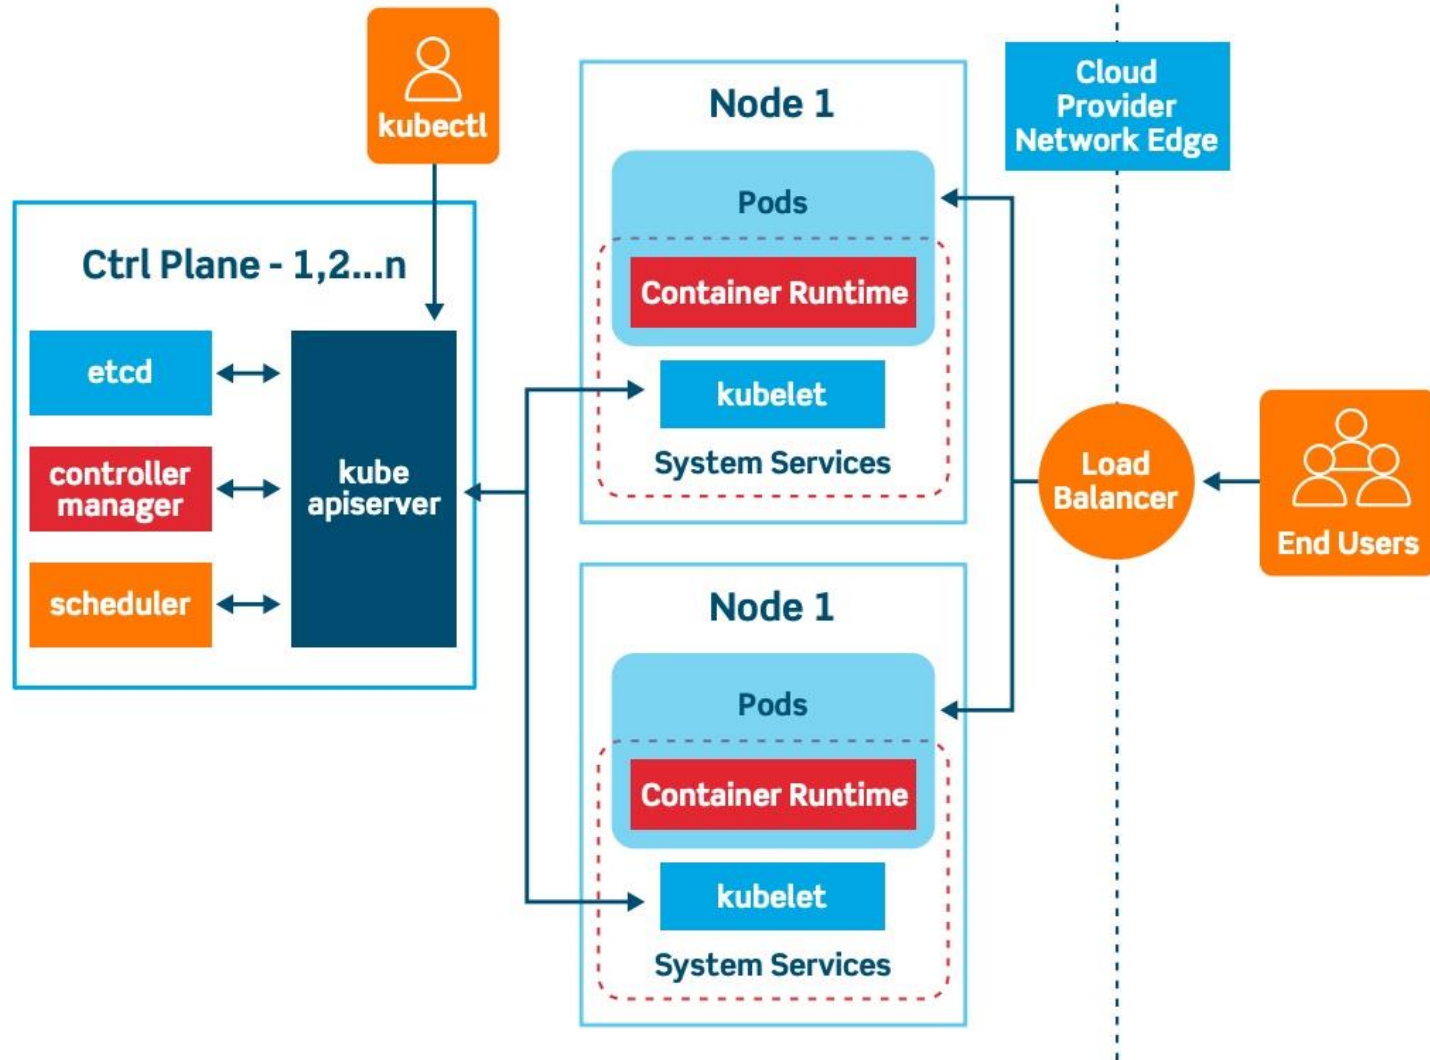 kubectl
Ctrl Plane - 1,2...n
etcd
controller
manager
scheduler
kube
apiserver
Node 1
Pods
Container Runtime
kubelet
System Services
Node 1
Pods
Container Runtime
kubelet
System Services
Cloud
Provider
Network Edge
Load
Balancer
End Users